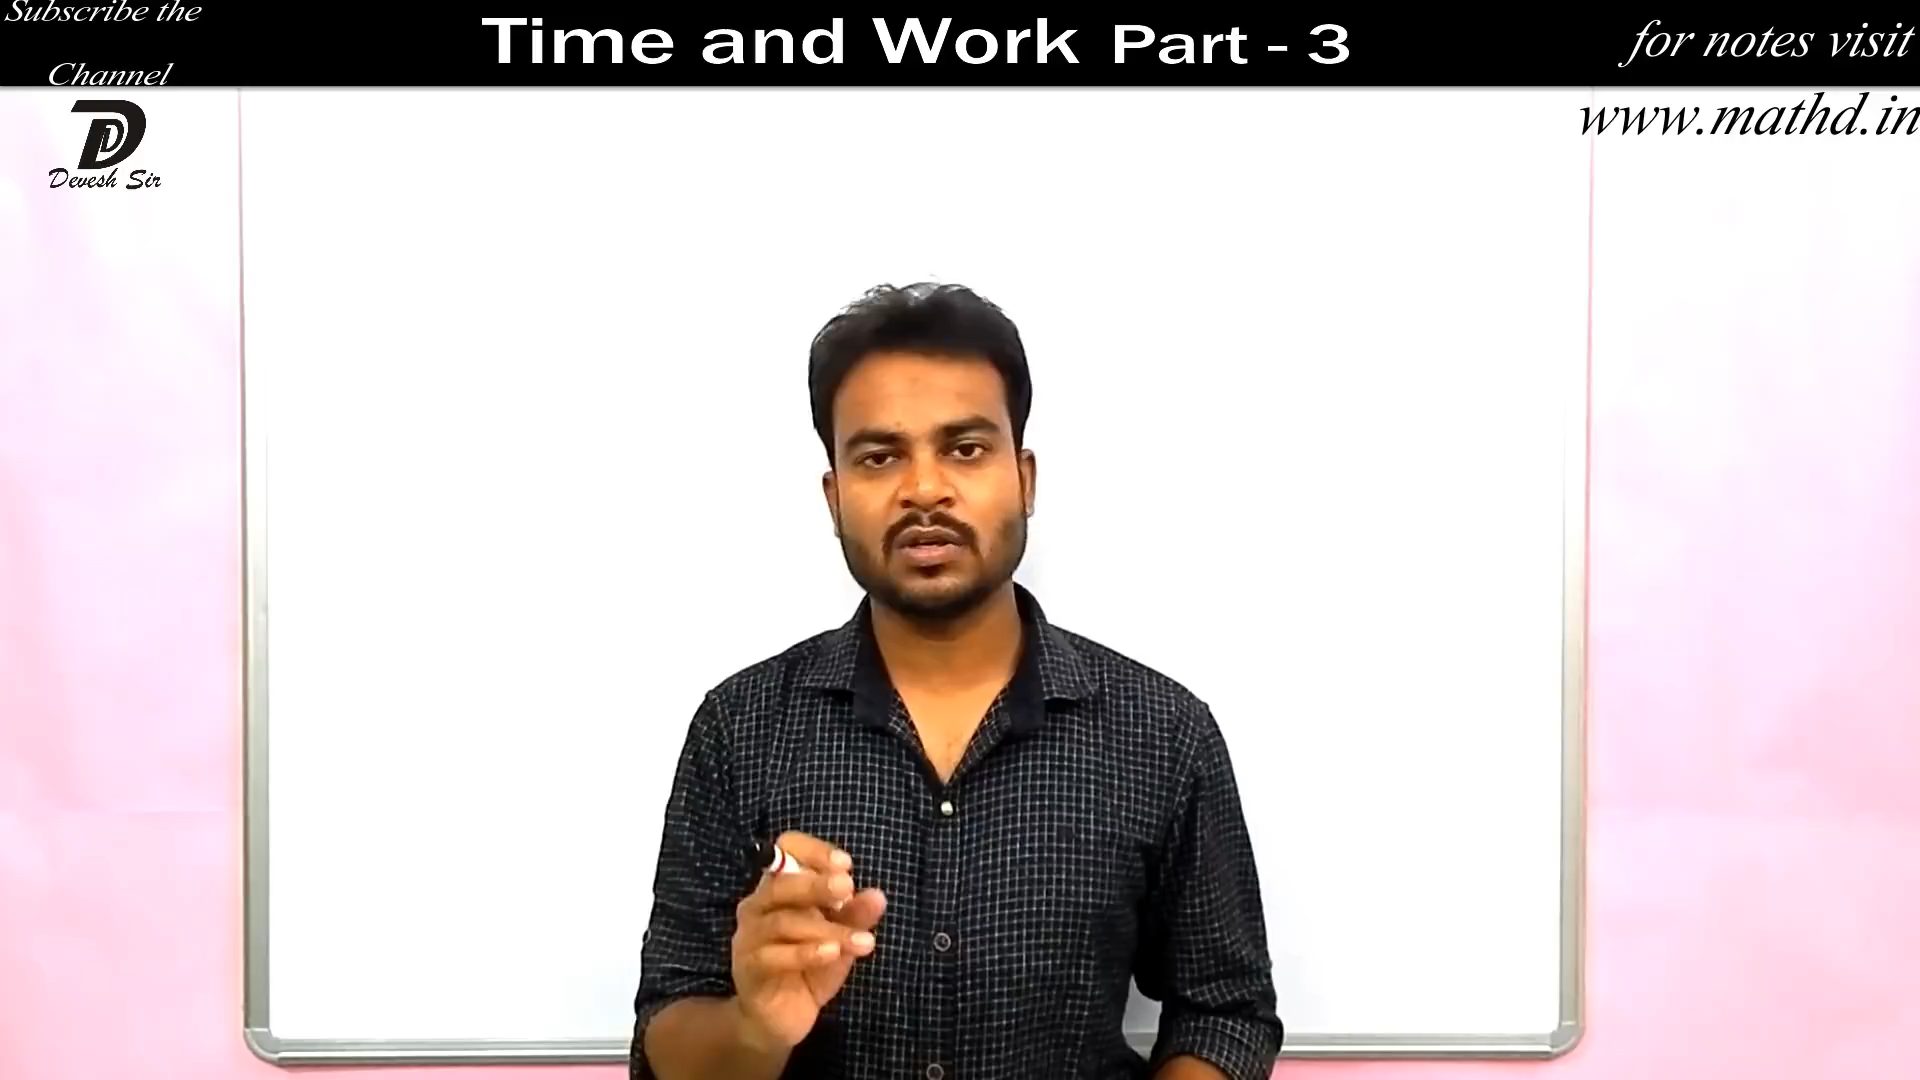 Subscribe the
Channel
Devesh Sir
Time and Work Part - 3
for notes visit
www.mathd.in